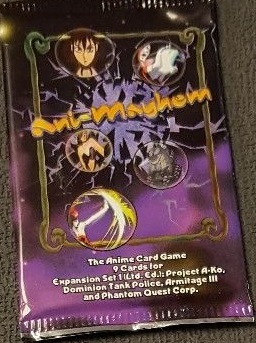 Ani-Mayhem
The Anime Card Game
9 Cards for
Expansion Set 1 (Ltd. Ed.): Project A-Ko,
Dominion Tank Police, Armitage III
and Phantom Quest Corp.